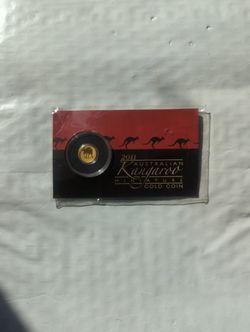 2011
AUSTRALIAN
Kangaroo
MINIATURE
GOLD COIN